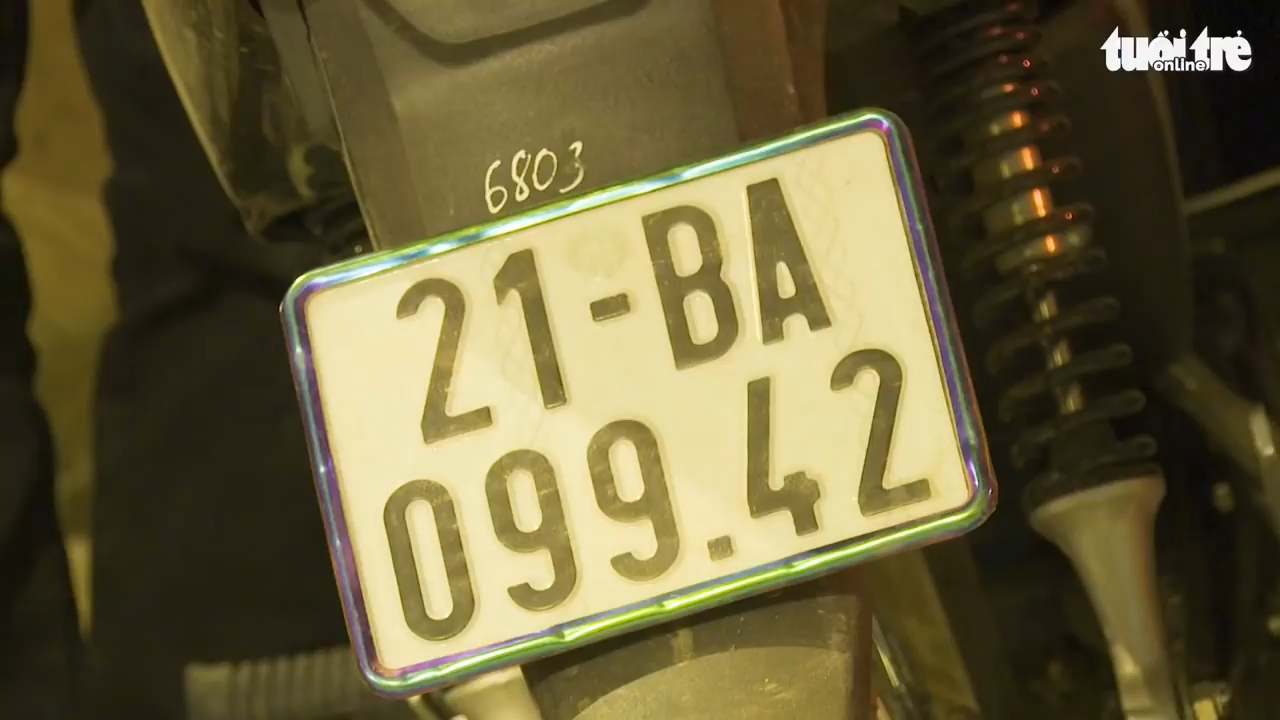 tuổi trẻ
online
6803
21-BA
099.42